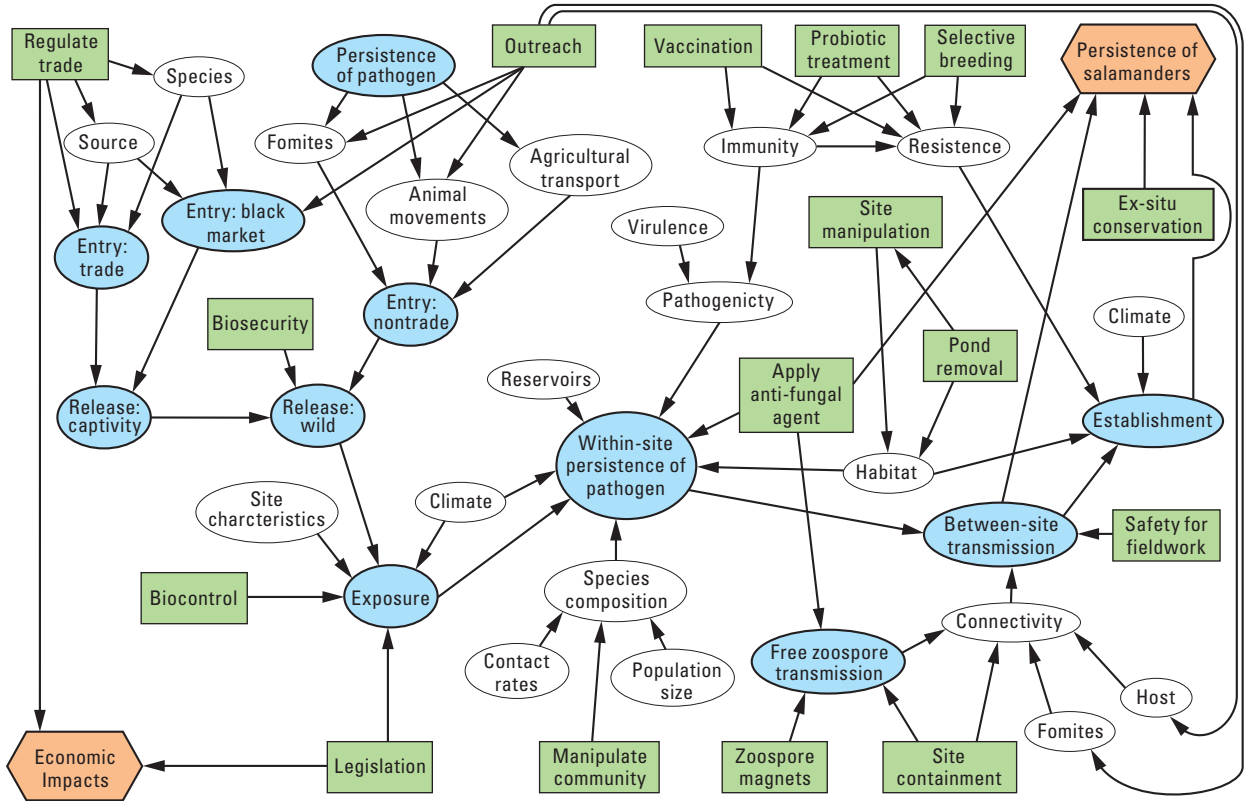 Regulate
trade
Species
Source
Persistence
of pathogen
Outreach
Fomites
Agricultural
transport
Animal
movements
Entry: black
market
Entry:
trade
Entry:
nontrade
Biosecurity
Release:
captivity
Release:
wild
Vaccination
Probiotic
treatment
Selective
breeding
Persistence of
salamanders
Immunity
Resistence
Virulence
Site
manipulation
Ex-situ
conservation
Pathogenicty
Climate
Pond
removal
Reservoirs
Apply
anti-fungal
agent
Establishment
Within-site
persistence of
pathogen
Habitat
Site
charcteristics
Climate
Between-site
transmission
Safety for
fieldwork
Biocontrol
Exposure
Species
composition
Connectivity
Contact
rates
Population
size
Free zoospore
transmission
Host
Fomites
Economic
Impacts
Legislation
Manipulate
community
Zoospore
magnets
Site
containment